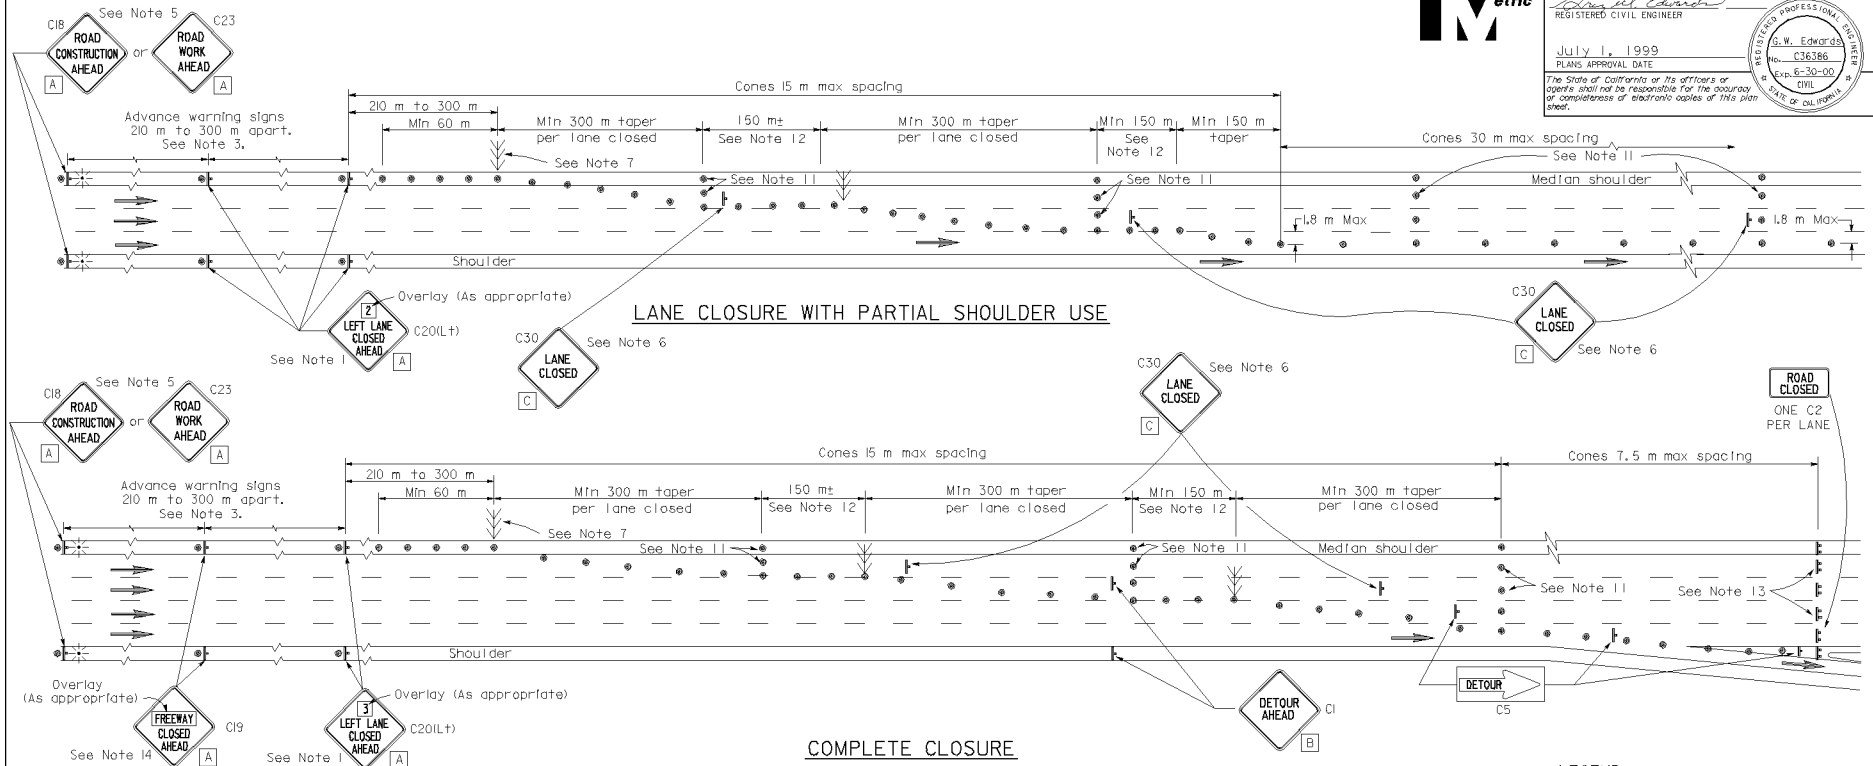 See Note 5
C18
C23
ROAD
CONSTRUCTION
AHEAD
or
ROAD
WORK
AHEAD
A
A
etric
REGISTERED CIVIL ENGINEER
July 1, 1999
PLANS APPROVAL DATE
The State of California or its officers or
agents shall not be responsible for the accuracy
or completeness of electronic copies of this plan
sheet.
REGISTERED PROFESSIONAL ENGINEER
G.W. Edwards
No. C36386
Exp. 6-30-00
CIVIL
STATE OF CALIFORNIA
Advance warning signs
210 m to 300 m apart.
See Note 3.
Cones 15 m max spacing
210 m to 300 m
Min 60 m
Min 300 m taper
per lane closed
150 m±
See Note 12
Min 300 m taper
per lane closed
Min 150 m
See
Note 12
Min 150 m
taper
Cones 30 m max spacing
See Note 7
See Note 11
See Note 11
See Note 11
Median shoulder
1.8 m Max
1.8 m Max
Shoulder
Overlay (As appropriate)
2
LEFT LANE
CLOSED
AHEAD
C20(Lt)
See Note 1
A
LANE CLOSURE WITH PARTIAL SHOULDER USE
C30
LANE
CLOSED
See Note 6
C
C30
LANE
CLOSED
See Note 6
C
See Note 5
C18
C23
ROAD
CONSTRUCTION
AHEAD
or
ROAD
WORK
AHEAD
A
A
C30
LANE
CLOSED
See Note 6
C
ROAD
CLOSED
ONE C2
PER LANE
Advance warning signs
210 m to 300 m apart.
See Note 3.
Cones 15 m max spacing
Cones 7.5 m max spacing
210 m to 300 m
Min 60 m
Min 300 m taper
per lane closed
150 m±
See Note 12
Min 300 m taper
per lane closed
Min 150 m
See Note 12
Min 300 m taper
per lane closed
See Note 7
See Note 11
See Note 11
Median shoulder
See Note 11
See Note 13
Shoulder
Overlay
(As appropriate)
FREEWAY
CLOSED
AHEAD
C19
See Note 14
A
Overlay (As appropriate)
3
LEFT LANE
CLOSED
AHEAD
C20(Lt)
See Note 1
A
COMPLETE CLOSURE
DETOUR
AHEAD
C1
B
DETOUR
C5